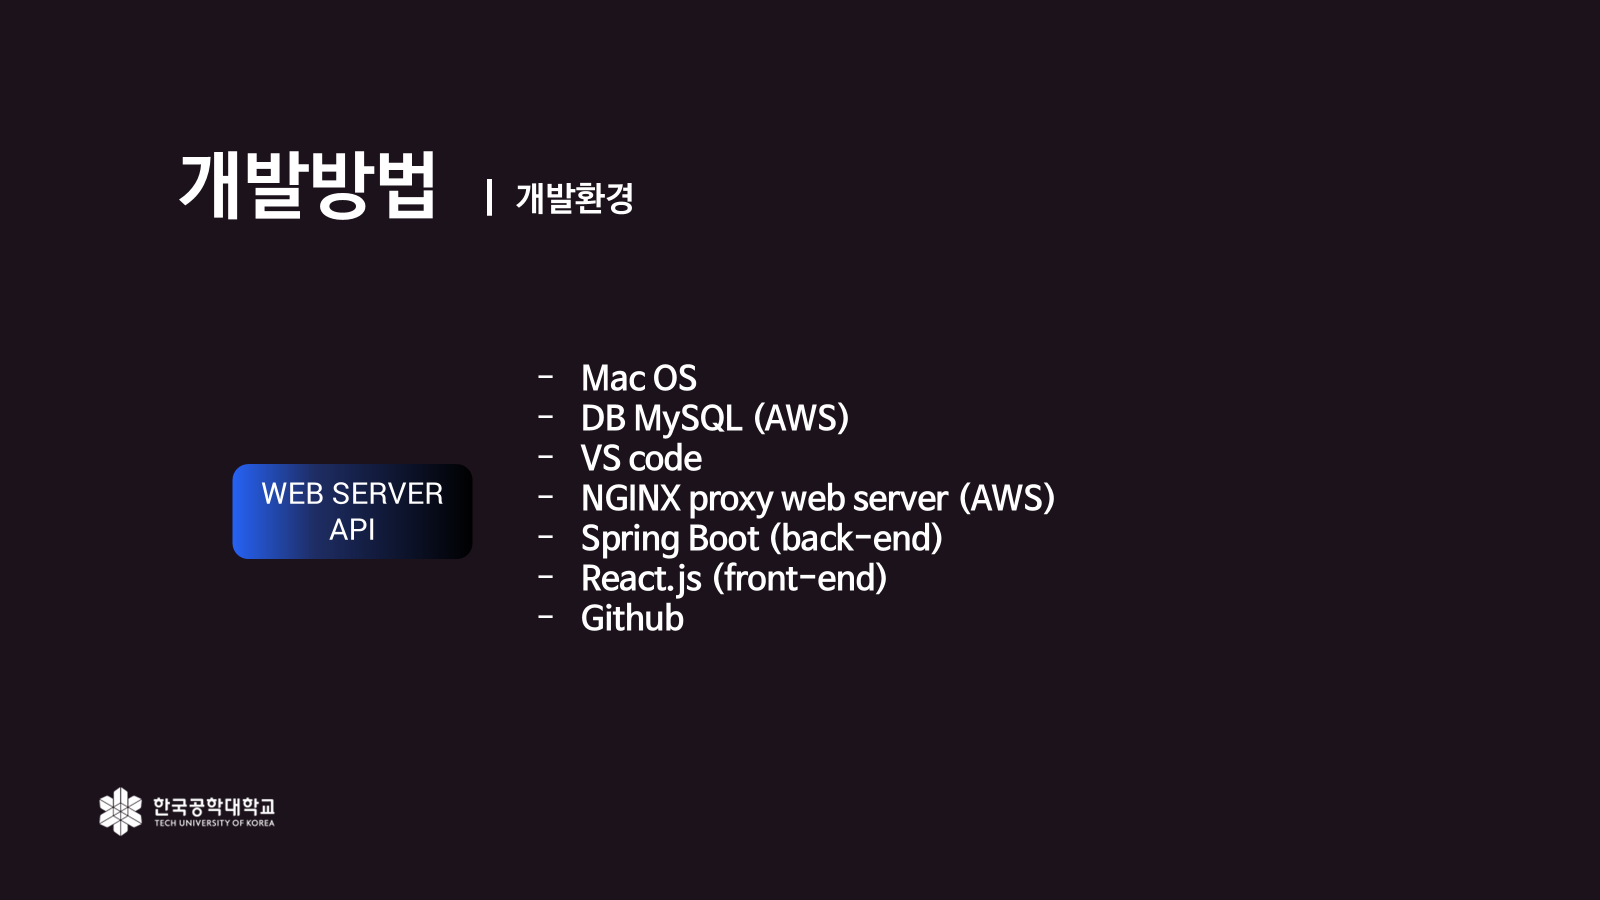 개발방법 | 개발환경
WEB SERVER
API
- Mac OS
- DB MySQL (AWS)
- VS code
- NGINX proxy web server (AWS)
- Spring Boot (back-end)
- React.js (front-end)
- Github
한국공학대학교
TECH UNIVERSITY OF KOREA